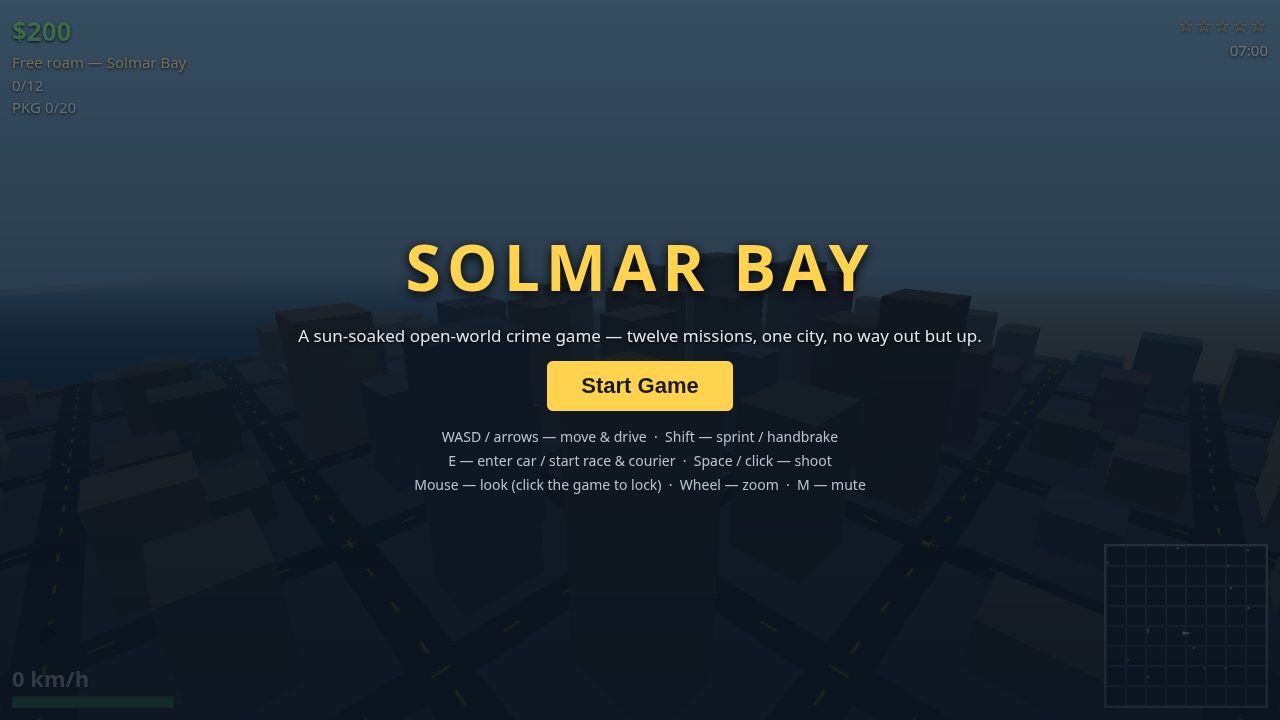 $200
☆☆☆☆☆
Free roam — Solmar Bay
07:00
0/12
PKG 0/20
SOLMAR BAY
A sun-soaked open-world crime game — twelve missions, one city, no way out but up.
Start Game
WASD / arrows — move & drive · Shift — sprint / handbrake
E — enter car / start race & courier · Space / click — shoot
Mouse — look (click the game to lock) · Wheel — zoom · M — mute
0 km/h